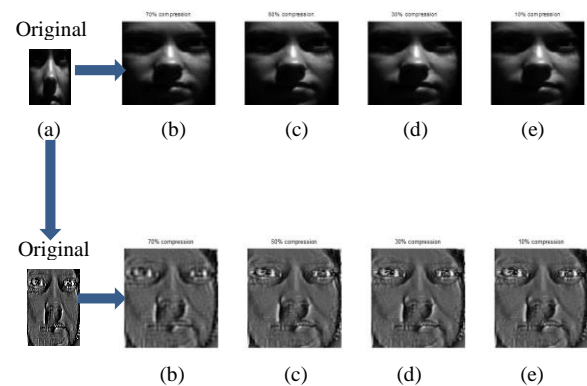 Original
70% compression
50% compression
30% compression
10% compression
(a)
(b)
(c)
(d)
(e)
Original
70% compression
50% compression
30% compression
10% compression
(b)
(c)
(d)
(e)